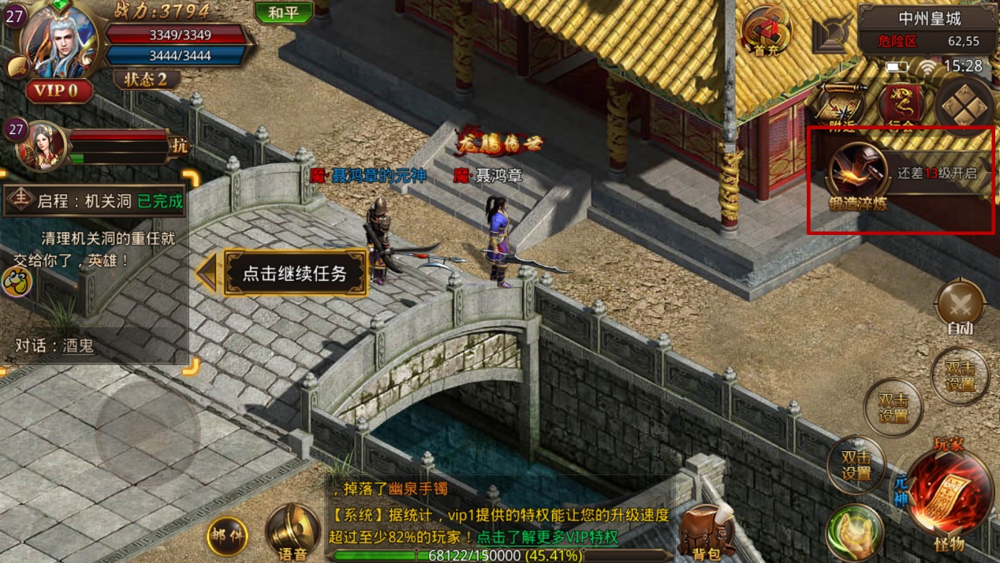 27
战力:3794
和平
3349/3349
3444/3444
VIP 0
状态2
首充
中州皇城
危险区 62,55
15:28
附近
行会
还差13级开启
锻造淬炼
27
抗
龙腾传世
魔·聂鸿章的元神
魔·聂鸿章
主 启程：机关洞 已完成
清理机关洞的重任就
交给你了，英雄！
点击继续任务
对话：酒鬼
自动
双击
设置
双击
设置
双击
设置
玩家
元神
怪物
，掉落了幽泉手镯
【系统】据统计，vip1提供的特权能让您的升级速度
超过至少82%的玩家！点击了解更多VIP特权
邮件
语音
背包
68122/150000 (45.41%)